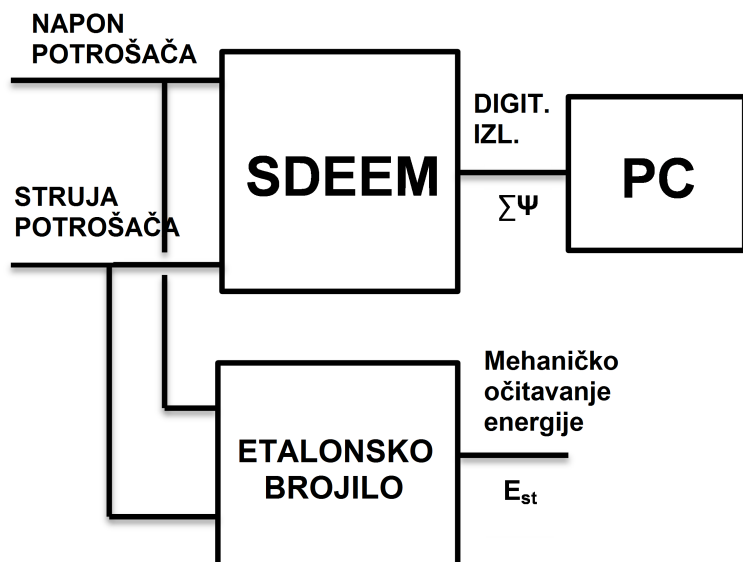 NAPON
POTROŠAČA
SDEEM
DIGIT.
IZL.
∑Ψ
PC
STRUJA
POTROŠAČA
ETALONSKO
BROJILO
Mehaničko
očitavanje
energije
Est